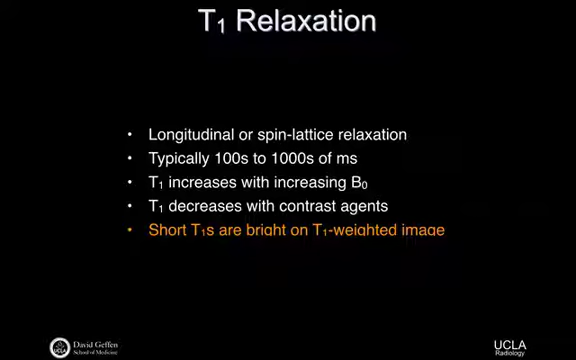 T₁ Relaxation
• Longitudinal or spin-lattice relaxation
• Typically 100s to 1000s of ms
• T₁ increases with increasing B₀
• T₁ decreases with contrast agents
• Short T₁s are bright on T₁-weighted image
UCLA
David Geffen
School of Medicine
UCLA
Radiology